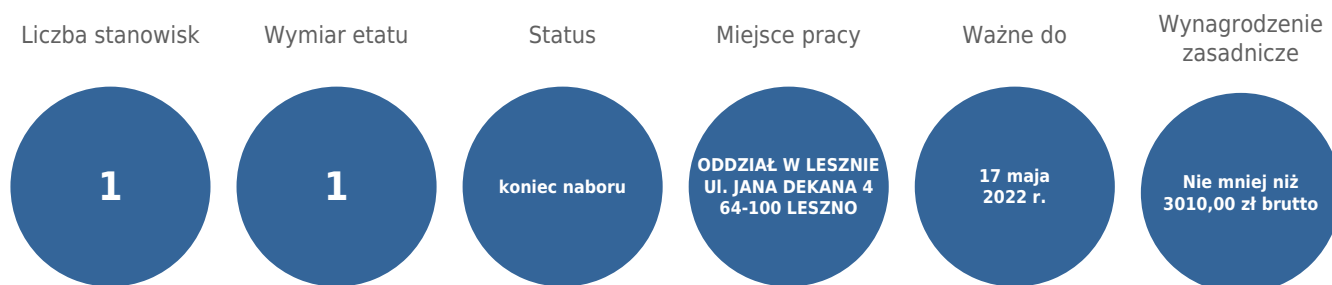 Liczba stanowisk
1
Wymiar etatu
1
Status
koniec naboru
Miejsce pracy
ODDZIAŁ W LESZNIE
Ul. JANA DEKANA 4
64-100 LESZNO
Ważne do
17 maja
2022 r.
Wynagrodzenie
zasadnicze
Nie mniej niż
3010,00 zł brutto